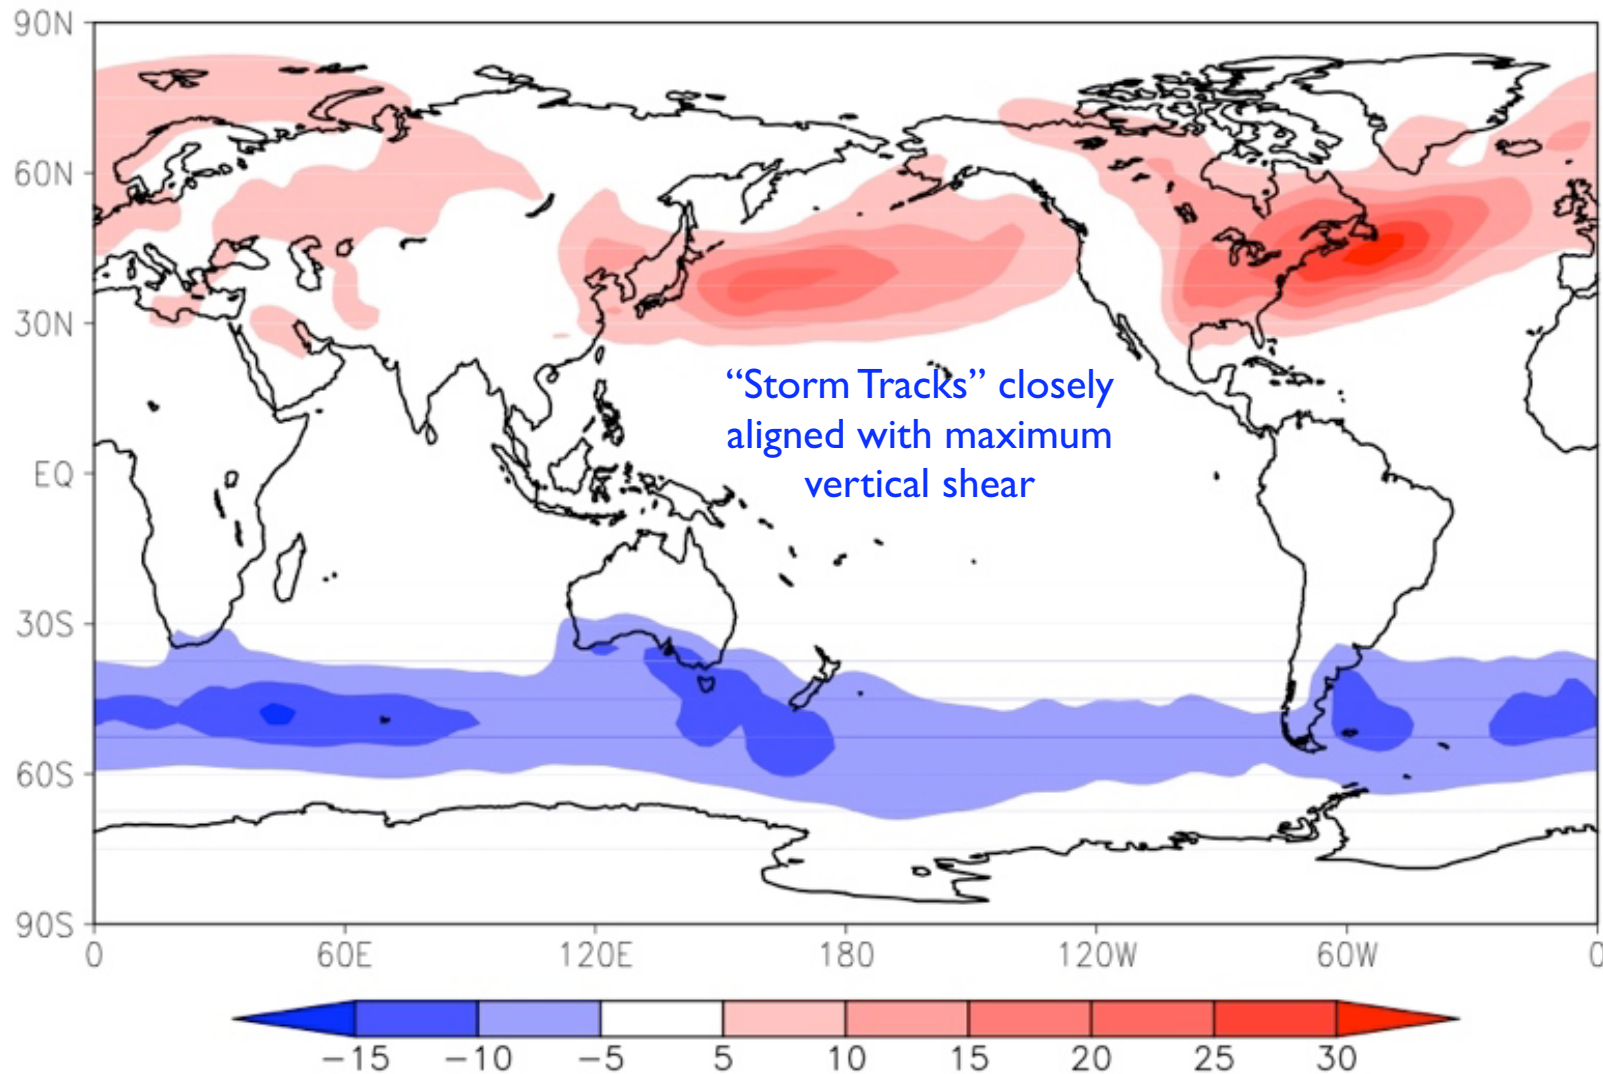 90N
60N
30N
“Storm Tracks” closely
aligned with maximum
EQ
vertical shear
30S
60S
90S
0 60E 120E 180 120W 60W 0
−15 −10 −5 5 10 15 20 25 30